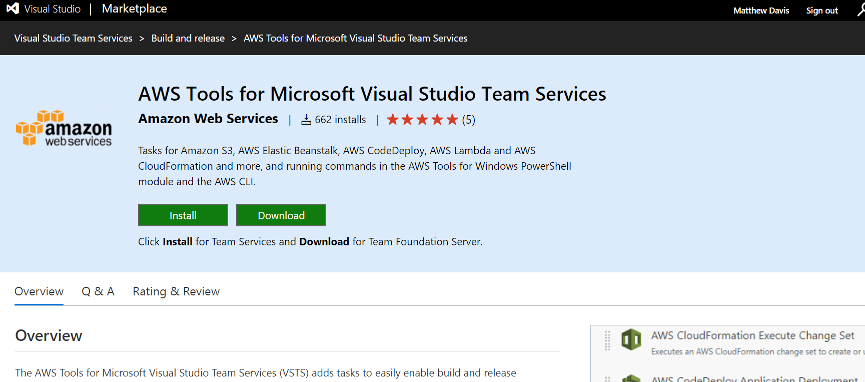 Visual Studio | Marketplace
Matthew Davis Sign out
Visual Studio Team Services > Build and release > AWS Tools for Microsoft Visual Studio Team Services
AWS Tools for Microsoft Visual Studio Team Services
amazon
web services
Amazon Web Services | 662 installs | (5)
Tasks for Amazon S3, AWS Elastic Beanstalk, AWS CodeDeploy, AWS Lambda and AWS
CloudFormation and more, and running commands in the AWS Tools for Windows PowerShell
module and the AWS CLI.
Install Download
Click Install for Team Services and Download for Team Foundation Server.
Overview Q & A Rating & Review
Overview
The AWS Tools for Microsoft Visual Studio Team Services (VSTS) adds tasks to easily enable build and release
AWS CloudFormation Execute Change Set
Executes an AWS CloudFormation change set to create or
AWS CodeDeploy Application Deployment